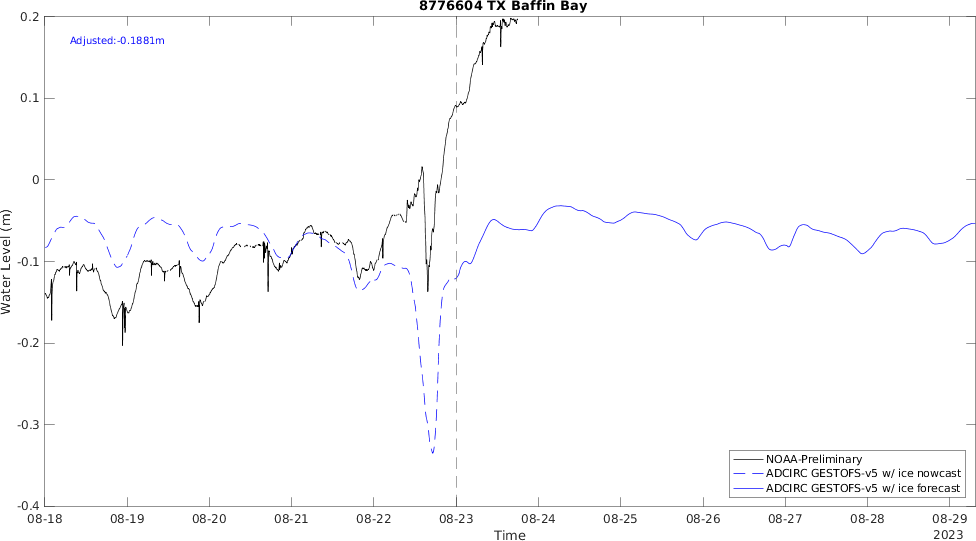 8776604 TX Baffin Bay
Adjusted:-0.1881m
Water Level (m)
0.2
0.1
0
-0.1
-0.2
-0.3
-0.4
NOAA-Preliminary
ADCIRC GESTOFS-v5 w/ ice nowcast
ADCIRC GESTOFS-v5 w/ ice forecast
08-18 08-19 08-20 08-21 08-22 08-23 08-24 08-25 08-26 08-27 08-28 08-29
Time
2023